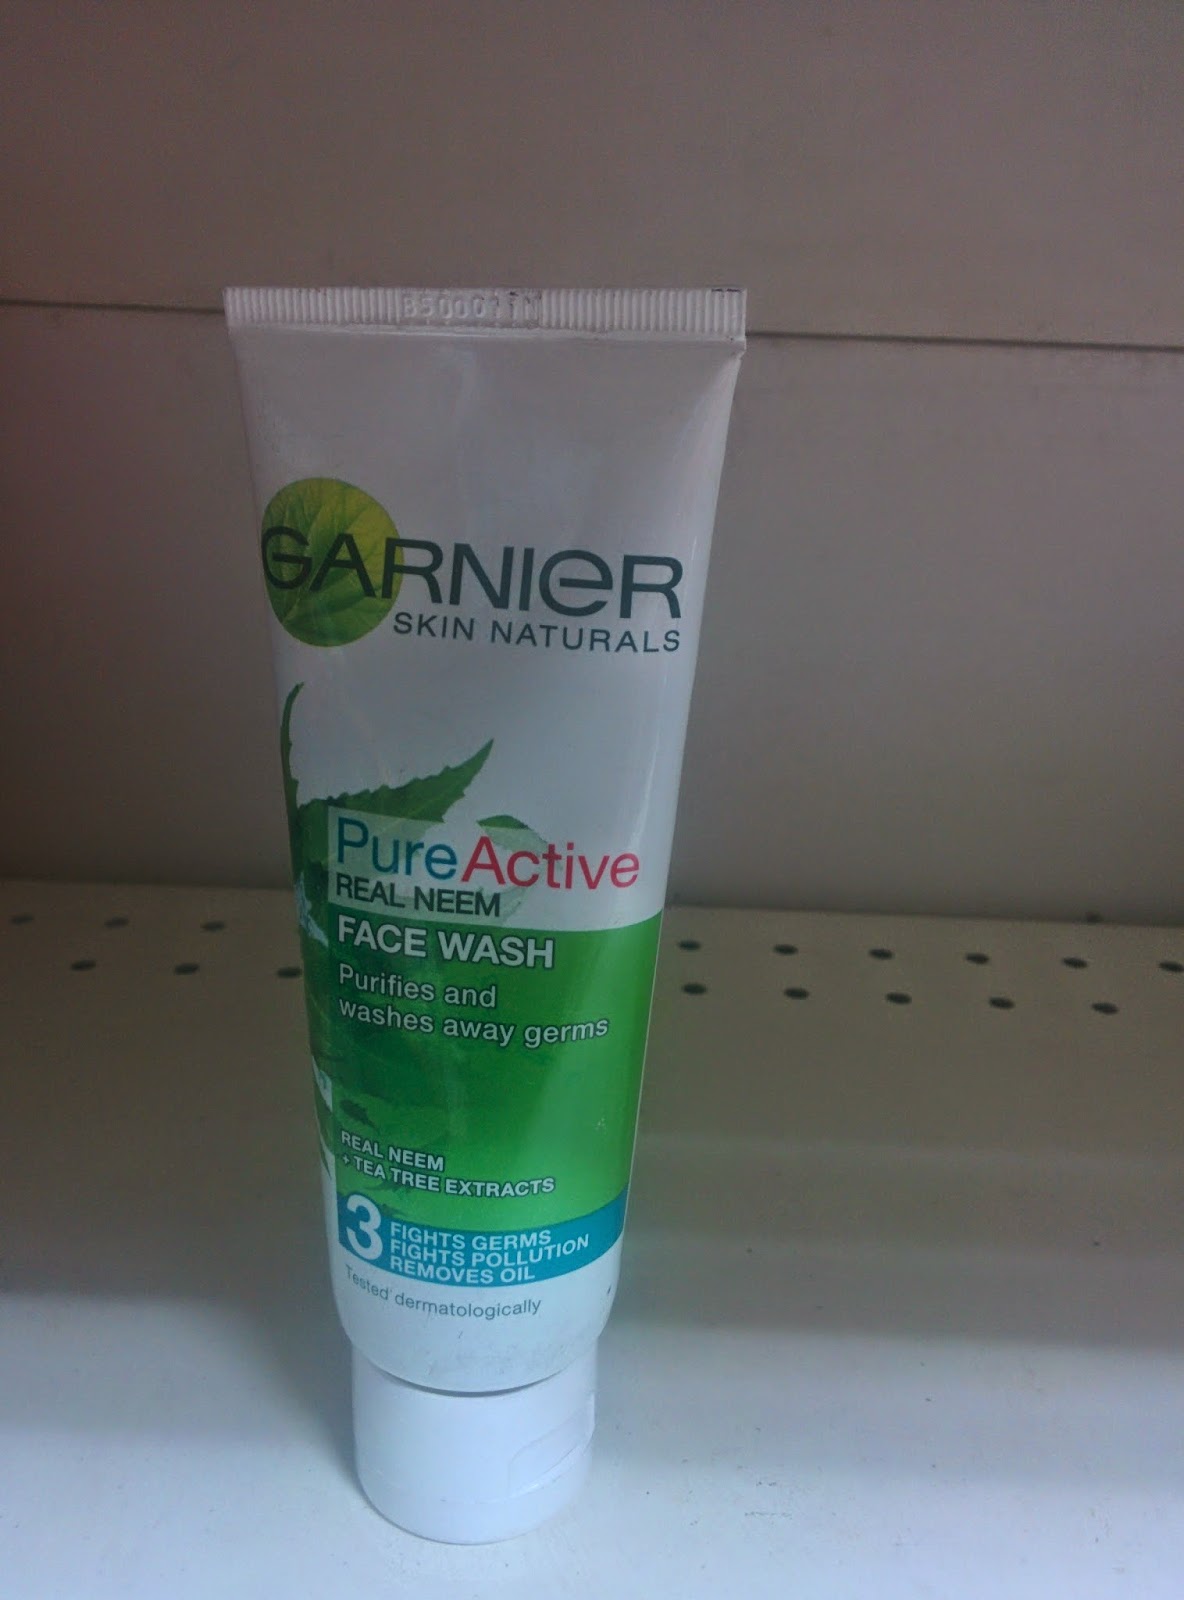 GARNIER
SKIN NATURALS
PureActive
REAL NEEM
FACE WASH
Purifies and
washes away germs
REAL NEEM
+ TEA TREE EXTRACTS
3
FIGHTS GERMS
FIGHTS POLLUTION
REMOVES OIL
Tested dermatologically